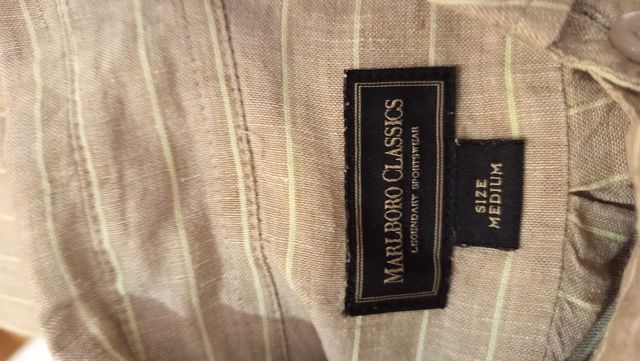 MARLBORO CLASSICS
LEGENDARY SPORTSWEAR
SIZE
MEDIUM